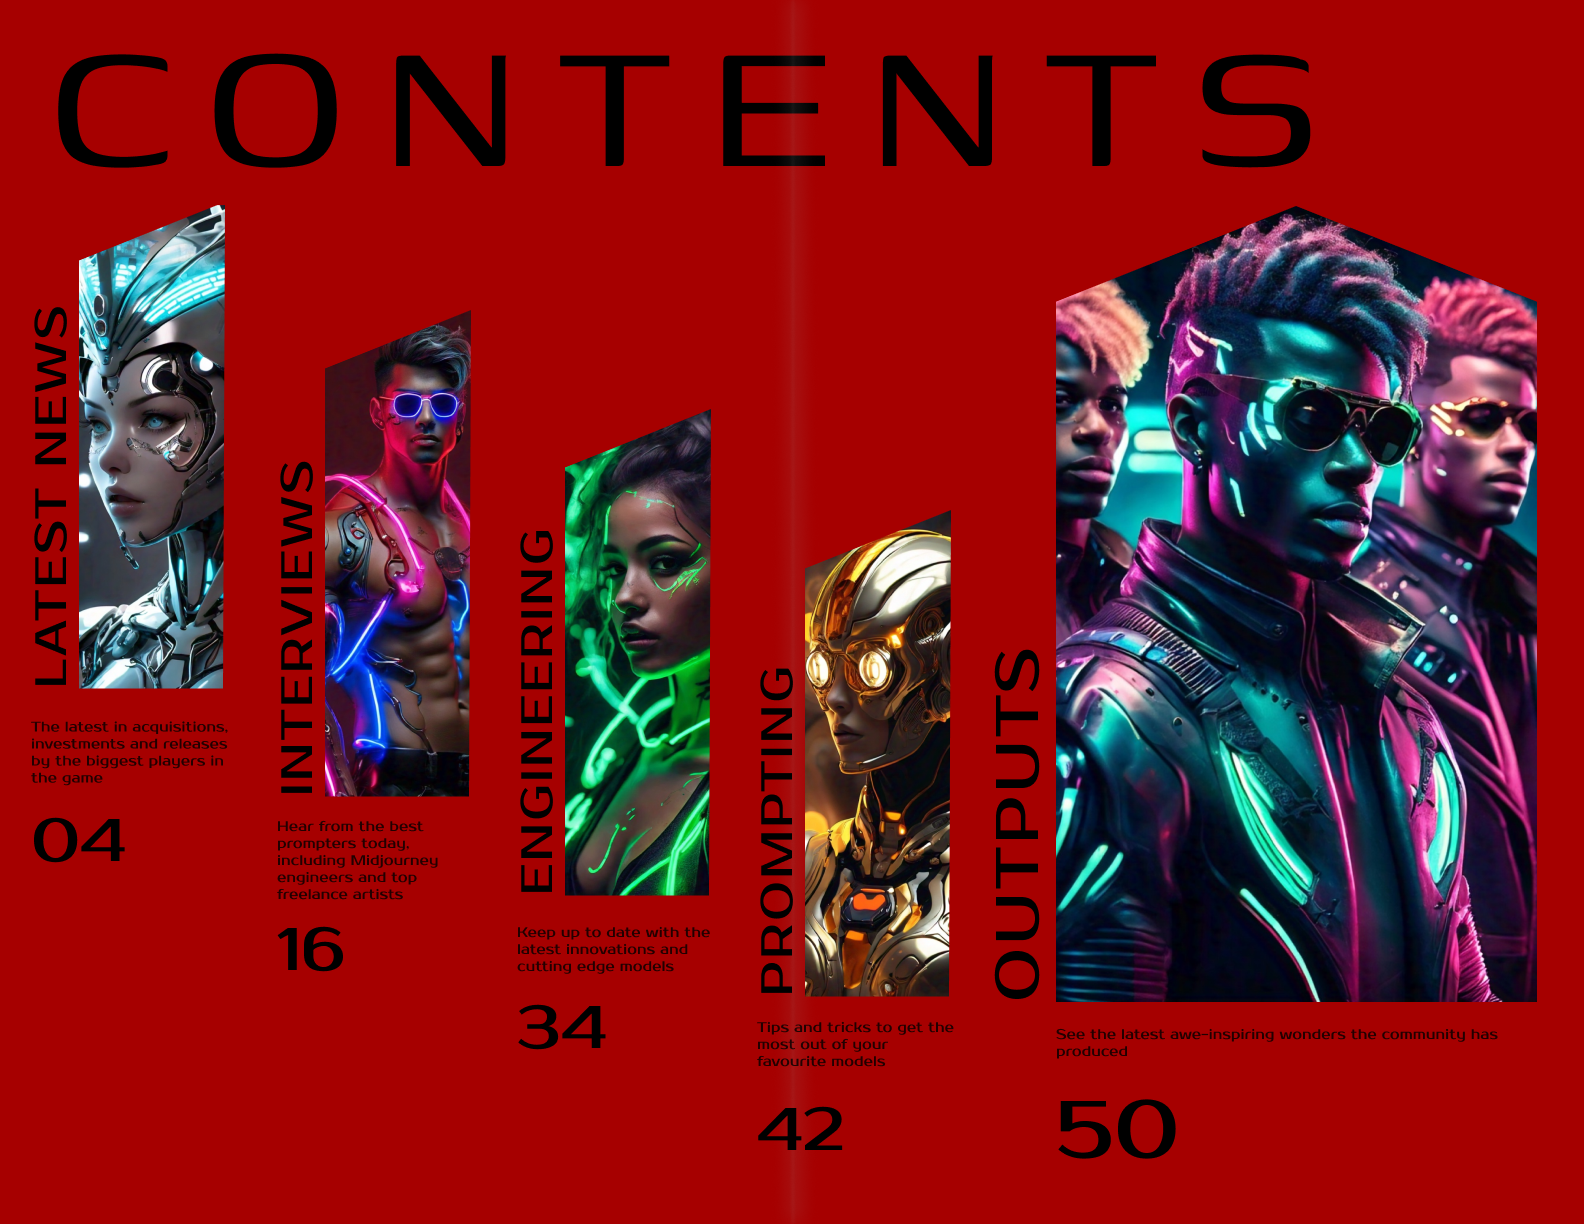 CONTENTS
LATEST NEWS
The latest in acquisitions,
investments and releases
by the biggest players in
the game
04
INTERVIEWS
Hear from the best
prompters today,
including Midjourney
engineers and top
freelance artists
16
ENGINEERING
Keep up to date with the
latest innovations and
cutting edge models
34
PROMPTING
Tips and tricks to get the
most out of your
favourite models
42
OUTPUTS
See the latest awe-inspiring wonders the community has
produced
50